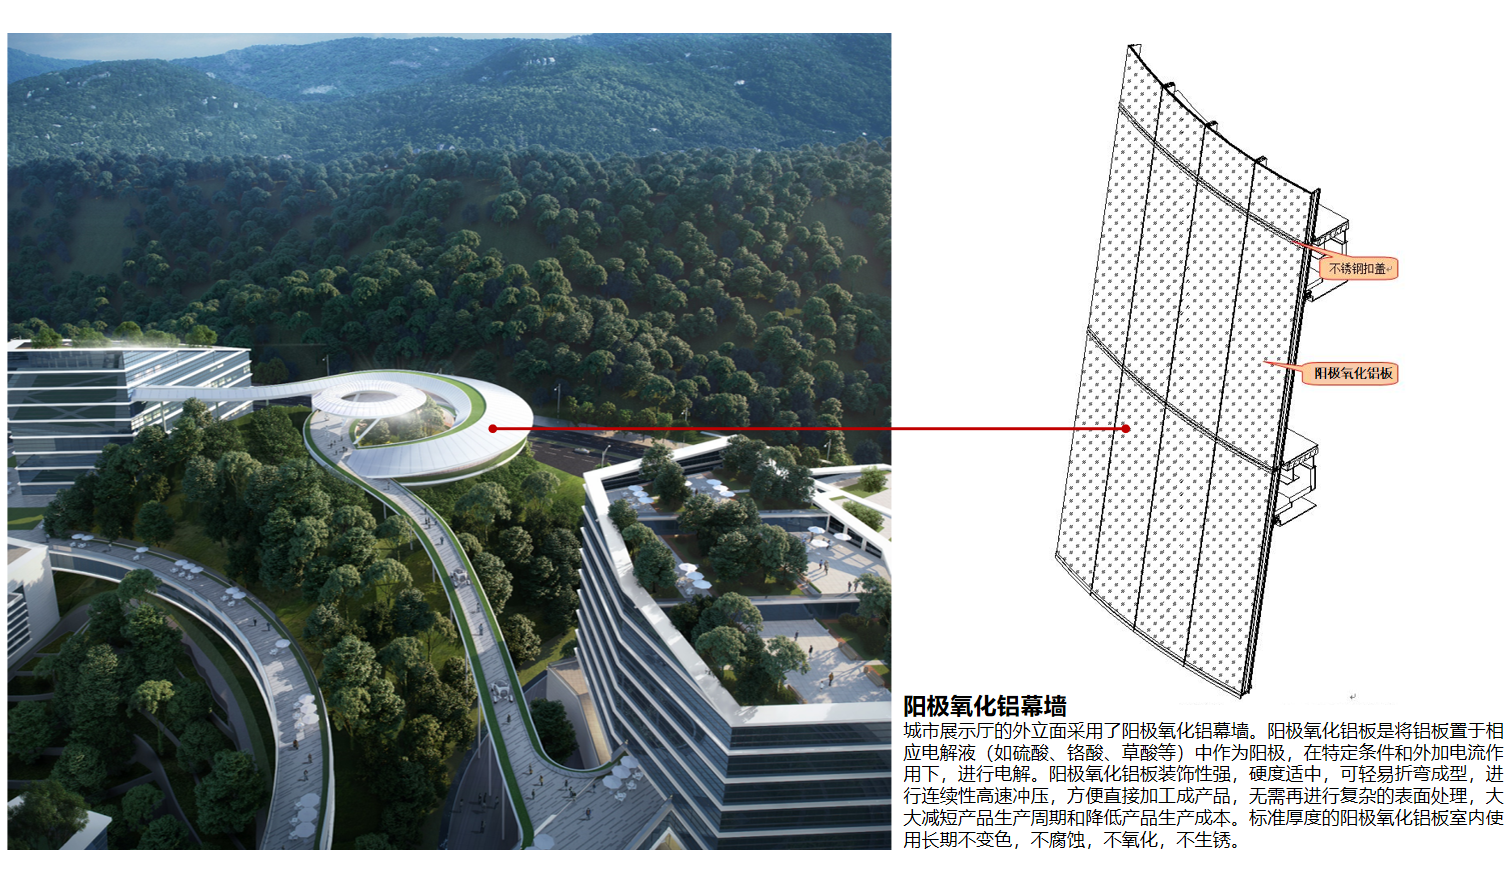 不锈钢扣盖
阳极氧化铝板
阳极氧化铝幕墙
城市展示厅的外立面采用了阳极氧化铝幕墙。阳极氧化铝板是将铝板置于相
应电解液（如硫酸、铬酸、草酸等）中作为阳极，在特定条件和外加电流作
用下，进行电解。阳极氧化铝板装饰性强，硬度适中，可轻易折弯成型，进
行连续性高速冲压，方便直接加工成产品，无需再进行复杂的表面处理，大
大减短产品生产周期和降低产品生产成本。标准厚度的阳极氧化铝板室内使
用长期不变色，不腐蚀，不氧化，不生锈。